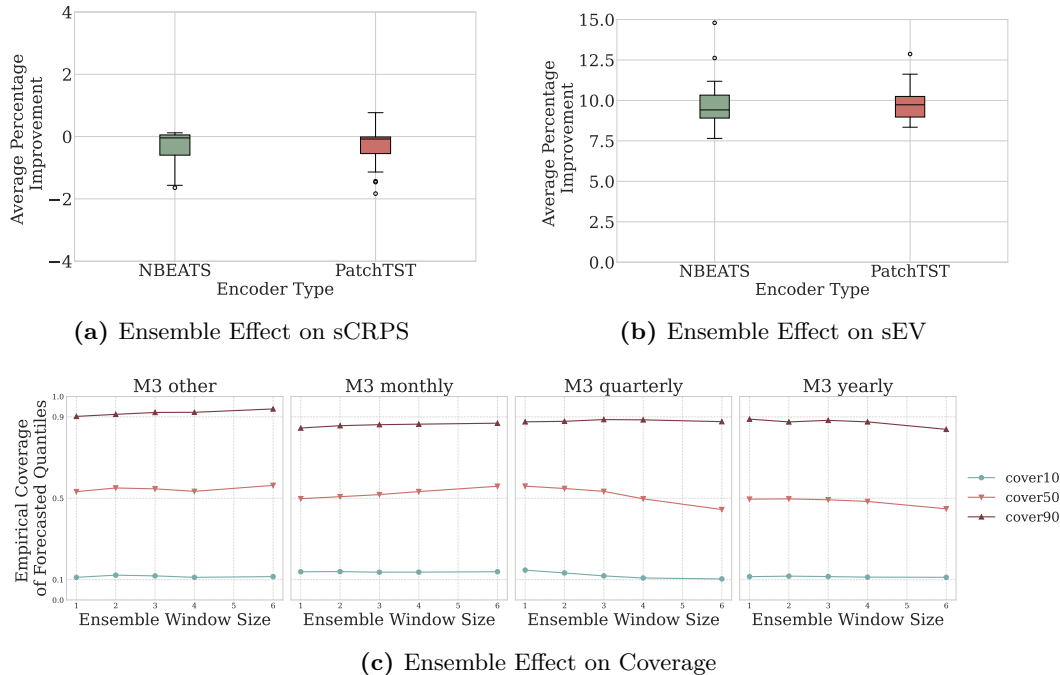 4
2
0
−2
−4
Average Percentage
Improvement
NBEATS
PatchTST
Encoder Type
(a) Ensemble Effect on sCRPS
15.0
12.5
10.0
7.5
5.0
2.5
0.0
Average Percentage
Improvement
NBEATS
PatchTST
Encoder Type
(b) Ensemble Effect on sEV
Empirical Coverage
of Forecasted Quantiles
1.0
0.9
0.5
0.1
0.0
M3 other
1 2 3 4 5 6
Ensemble Window Size
M3 monthly
1 2 3 4 5 6
Ensemble Window Size
M3 quarterly
1 2 3 4 5 6
Ensemble Window Size
M3 yearly
1 2 3 4 5 6
Ensemble Window Size
cover10
cover50
cover90
(c) Ensemble Effect on Coverage